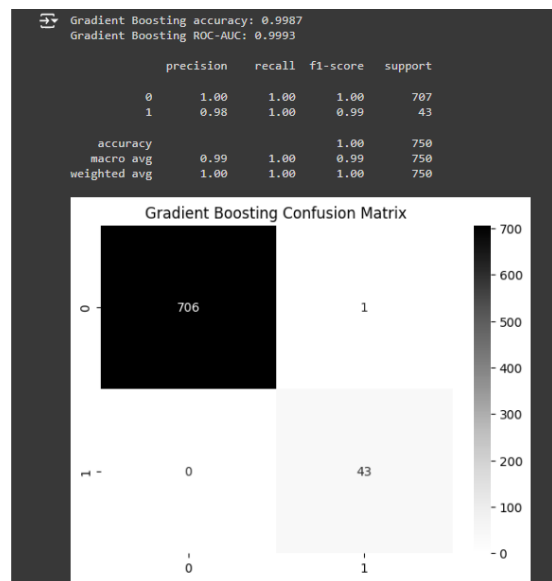 Gradient Boosting accuracy: 0.9987
Gradient Boosting ROC-AUC: 0.9993
precision recall f1-score support
0 1.00 1.00 1.00 707
1 0.98 1.00 0.99 43
accuracy 1.00 750
macro avg 0.99 1.00 0.99 750
weighted avg 1.00 1.00 1.00 750
Gradient Boosting Confusion Matrix
700
600
0 706 1
500
400
300
200
1 0 43
100
0
0 1